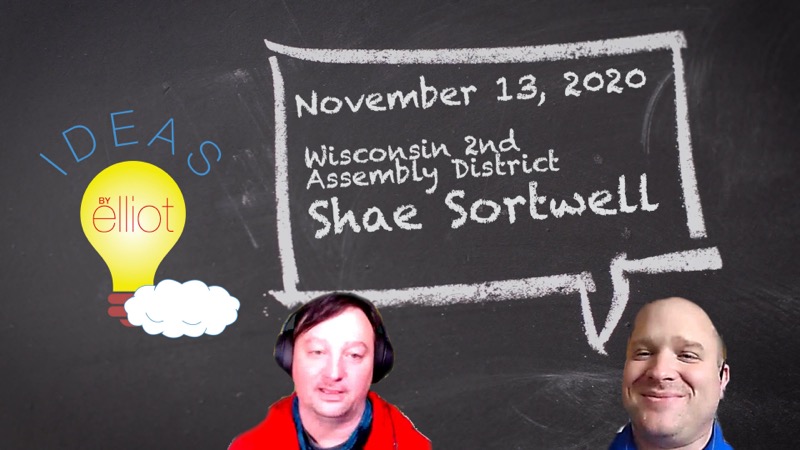 IDEAS
BY
elliot
November 13, 2020
Wisconsin 2nd
Assembly District
Shae Sortwell